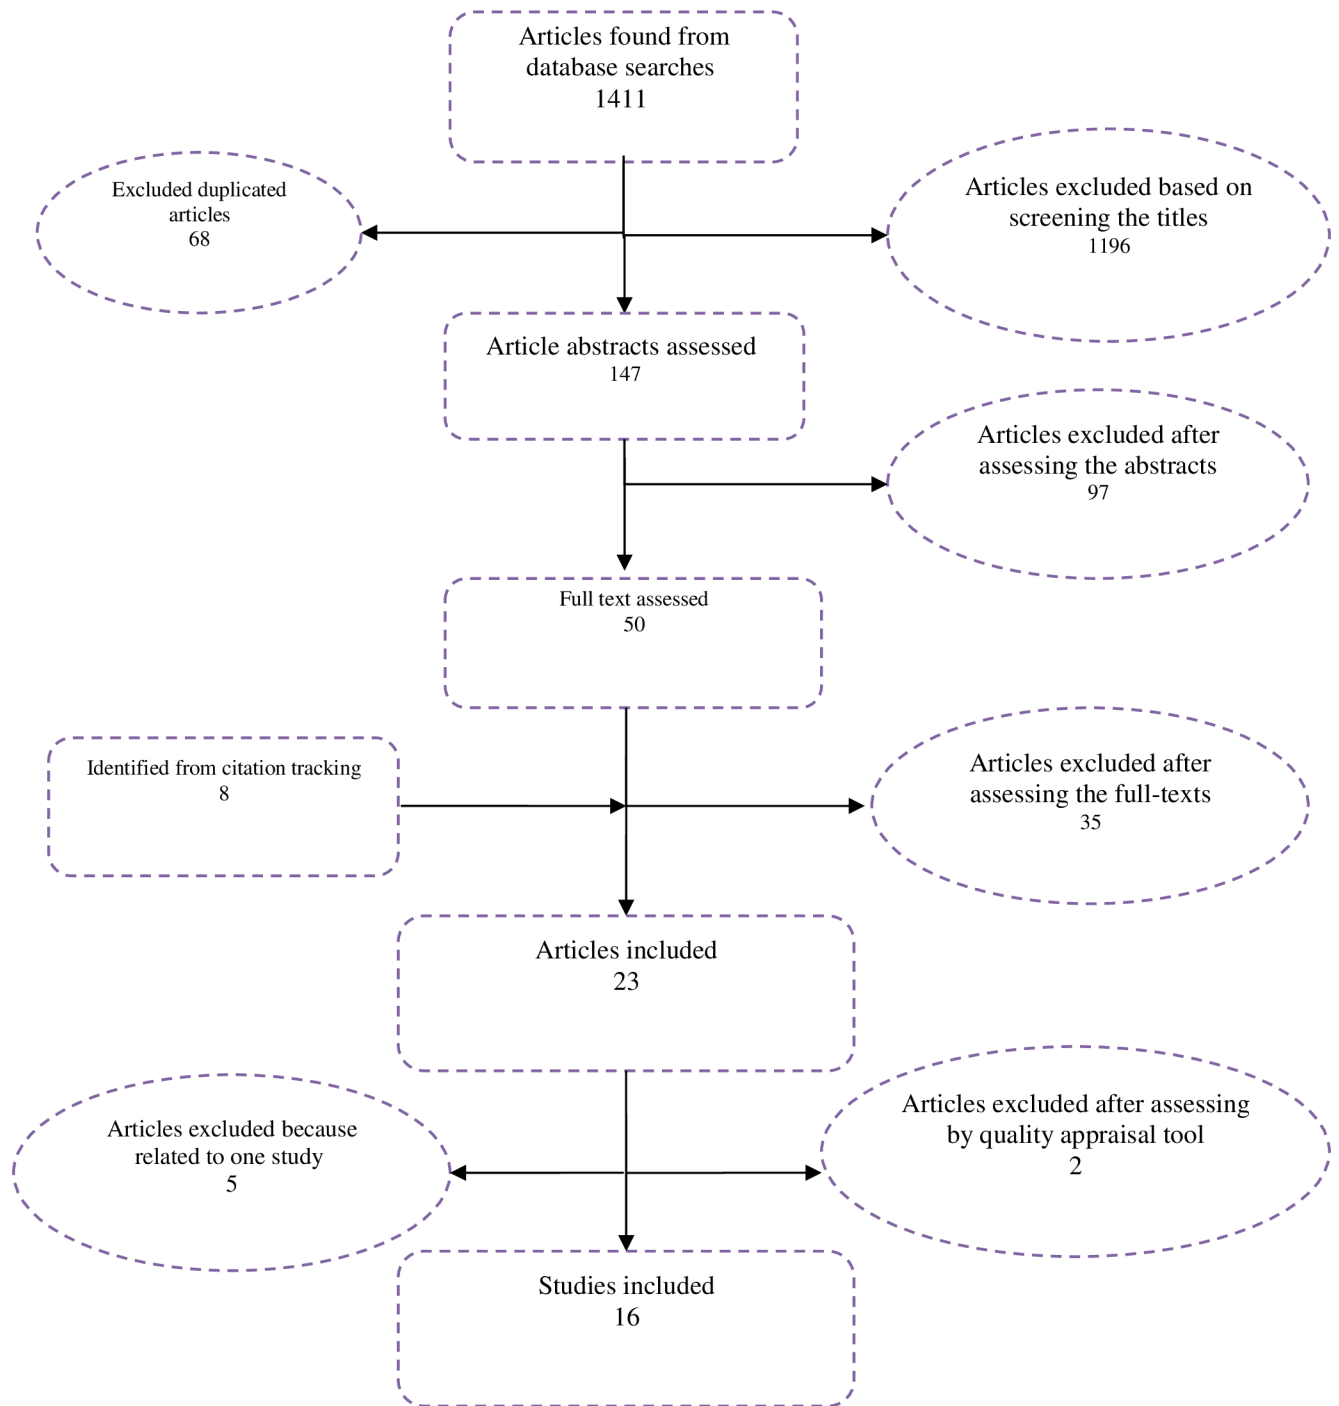 Articles found from
database searches
1411
Excluded duplicated
articles
68
Articles excluded based on
screening the titles
1196
Article abstracts assessed
147
Articles excluded after
assessing the abstracts
97
Full text assessed
50
Identified from citation tracking
8
Articles excluded after
assessing the full-texts
35
Articles included
23
Articles excluded because
related to one study
5
Articles excluded after assessing
by quality appraisal tool
2
Studies included
16